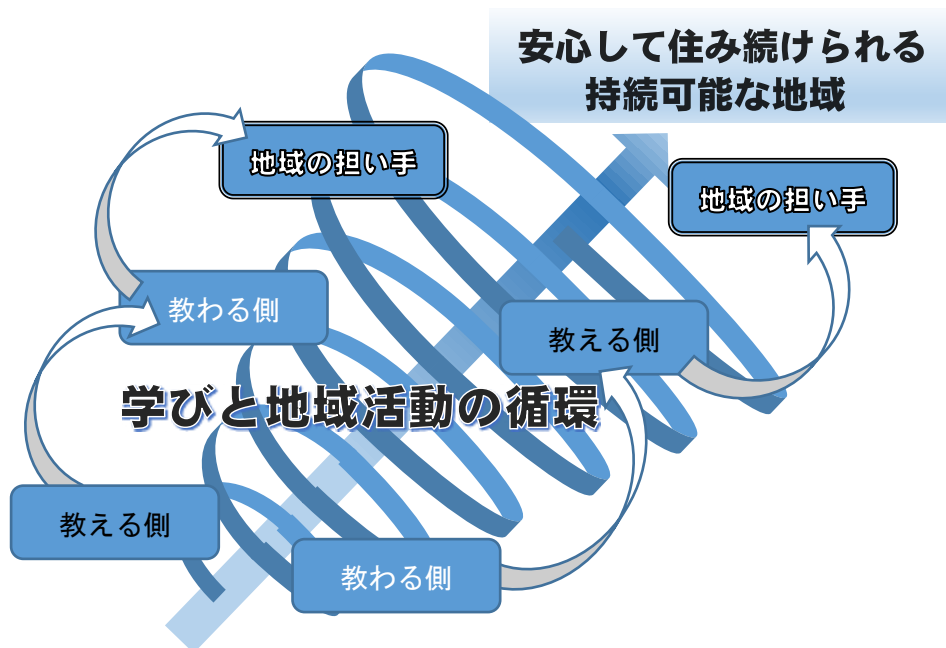 安心して住み続けられる
持続可能な地域
地域の担い手
地域の担い手
教わる側
教える側
学びと地域活動の循環
教える側
教わる側